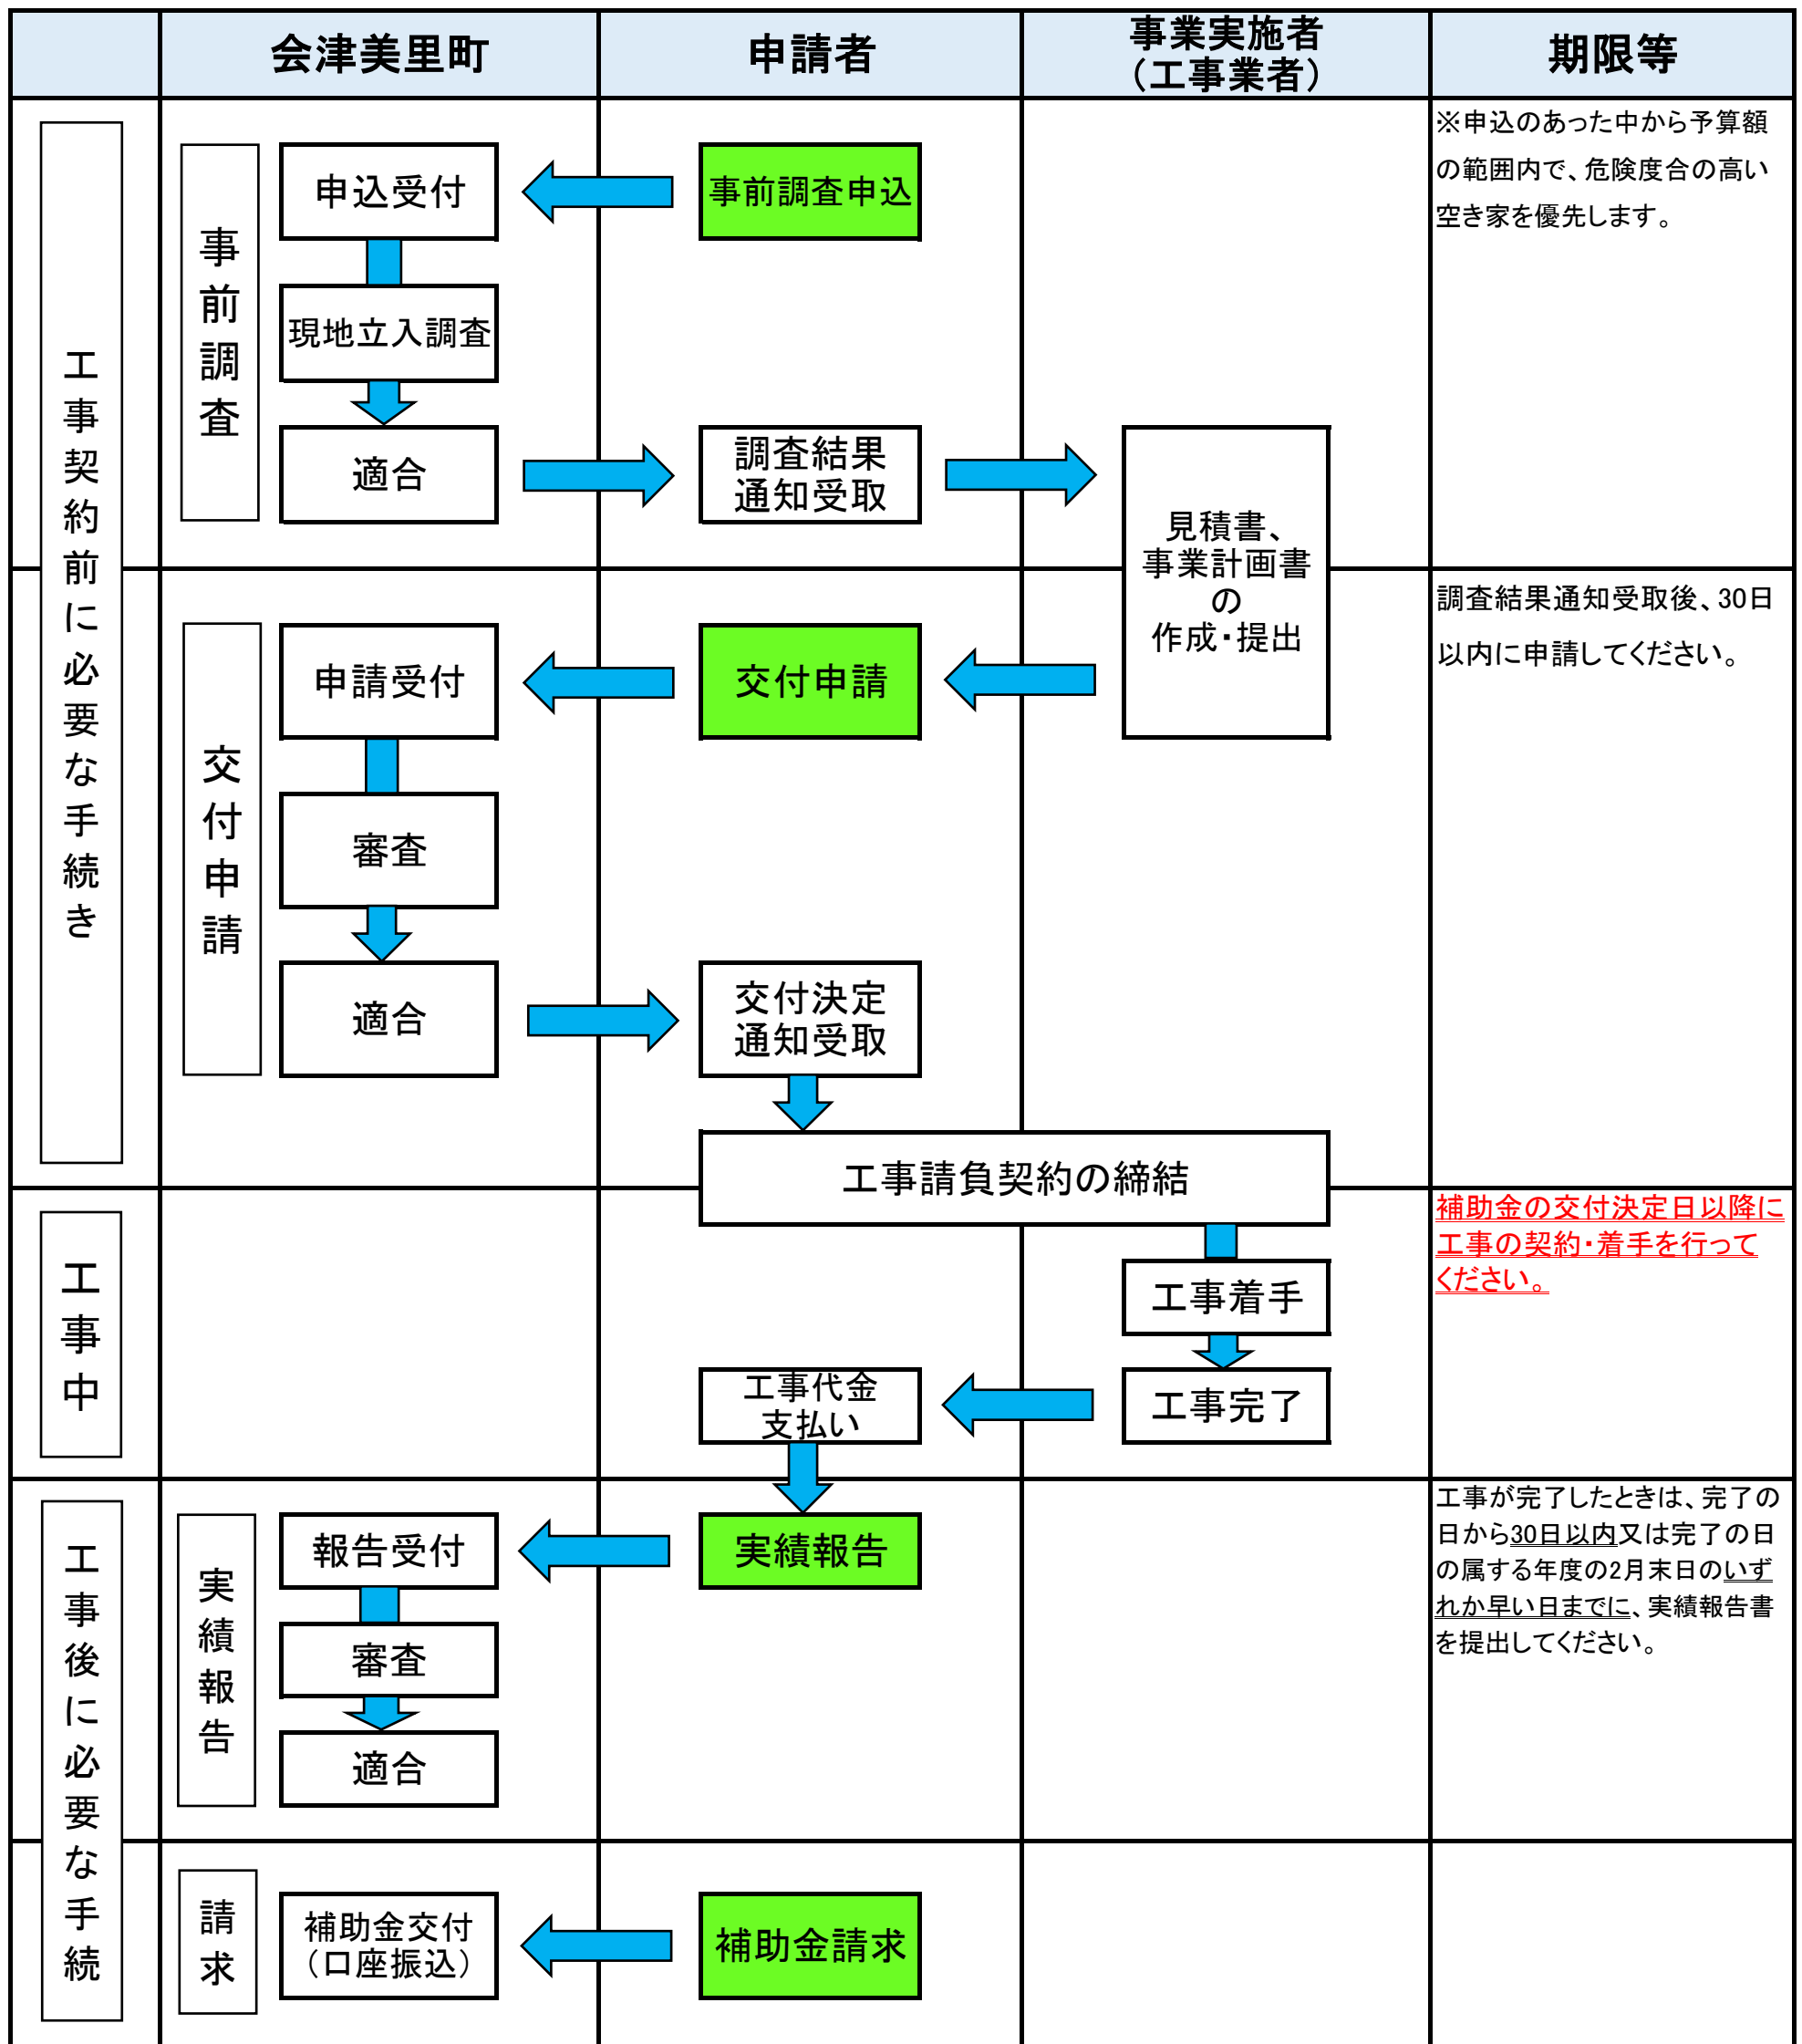 会津美里町
申請者
事業実施者
（工事業者）
期限等
工事契約前に必要な手続き
事前調査
申込受付
事前調査申込
※申込のあった中から予算額
の範囲内で、危険度合の高い
空き家を優先します。
現地立入調査
適合
調査結果
通知受取
見積書、
事業計画書
の
作成・提出
交付申請
申請受付
交付申請
調査結果通知受取後、30日
以内に申請してください。
審査
適合
交付決定
通知受取
工事請負契約の締結
工事中
補助金の交付決定日以降に
工事の契約・着手を行って
ください。
工事着手
工事代金
支払い
工事完了
工事後に必要な手続
実績報告
報告受付
実績報告
工事が完了したときは、完了の
日から30日以内又は完了の日
の属する年度の2月末日のいず
れか早い日までに、実績報告書
を提出してください。
審査
適合
請求
補助金交付
（口座振込）
補助金請求